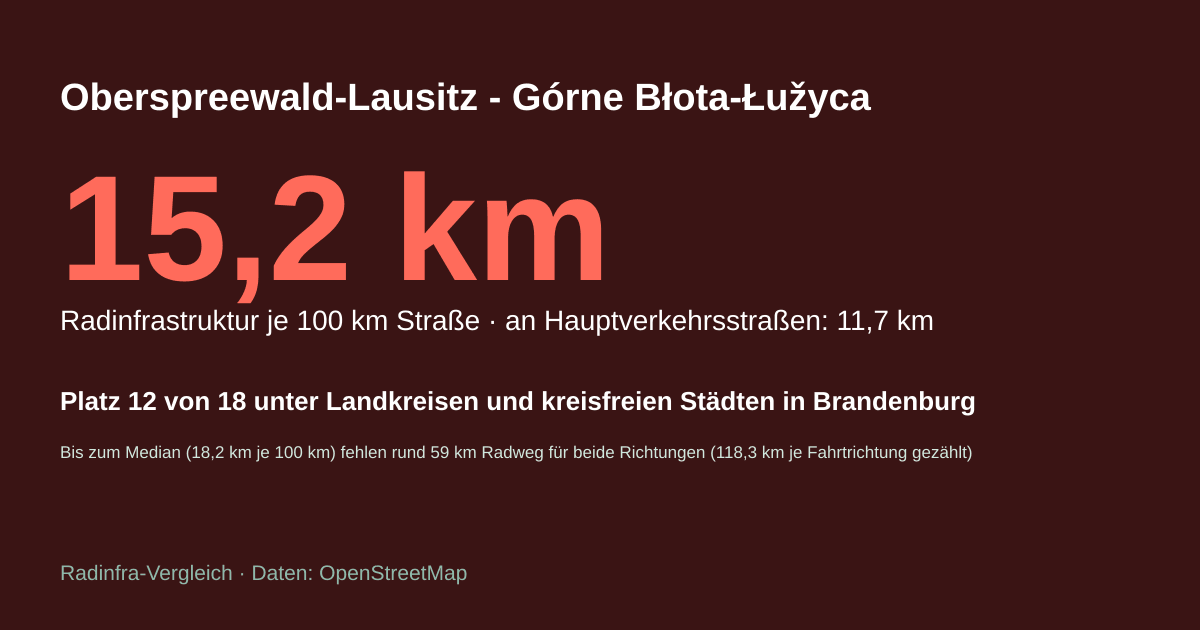 Oberspreewald-Lausitz - Górne Błota-Łužyca
15,2 km
Radinfrastruktur je 100 km Straße · an Hauptverkehrsstraßen: 11,7 km
Platz 12 von 18 unter Landkreisen und kreisfreien Städten in Brandenburg
Bis zum Median (18,2 km je 100 km) fehlen rund 59 km Radweg für beide Richtungen (118,3 km je Fahrtrichtung gezählt)
Radinfra-Vergleich · Daten: OpenStreetMap